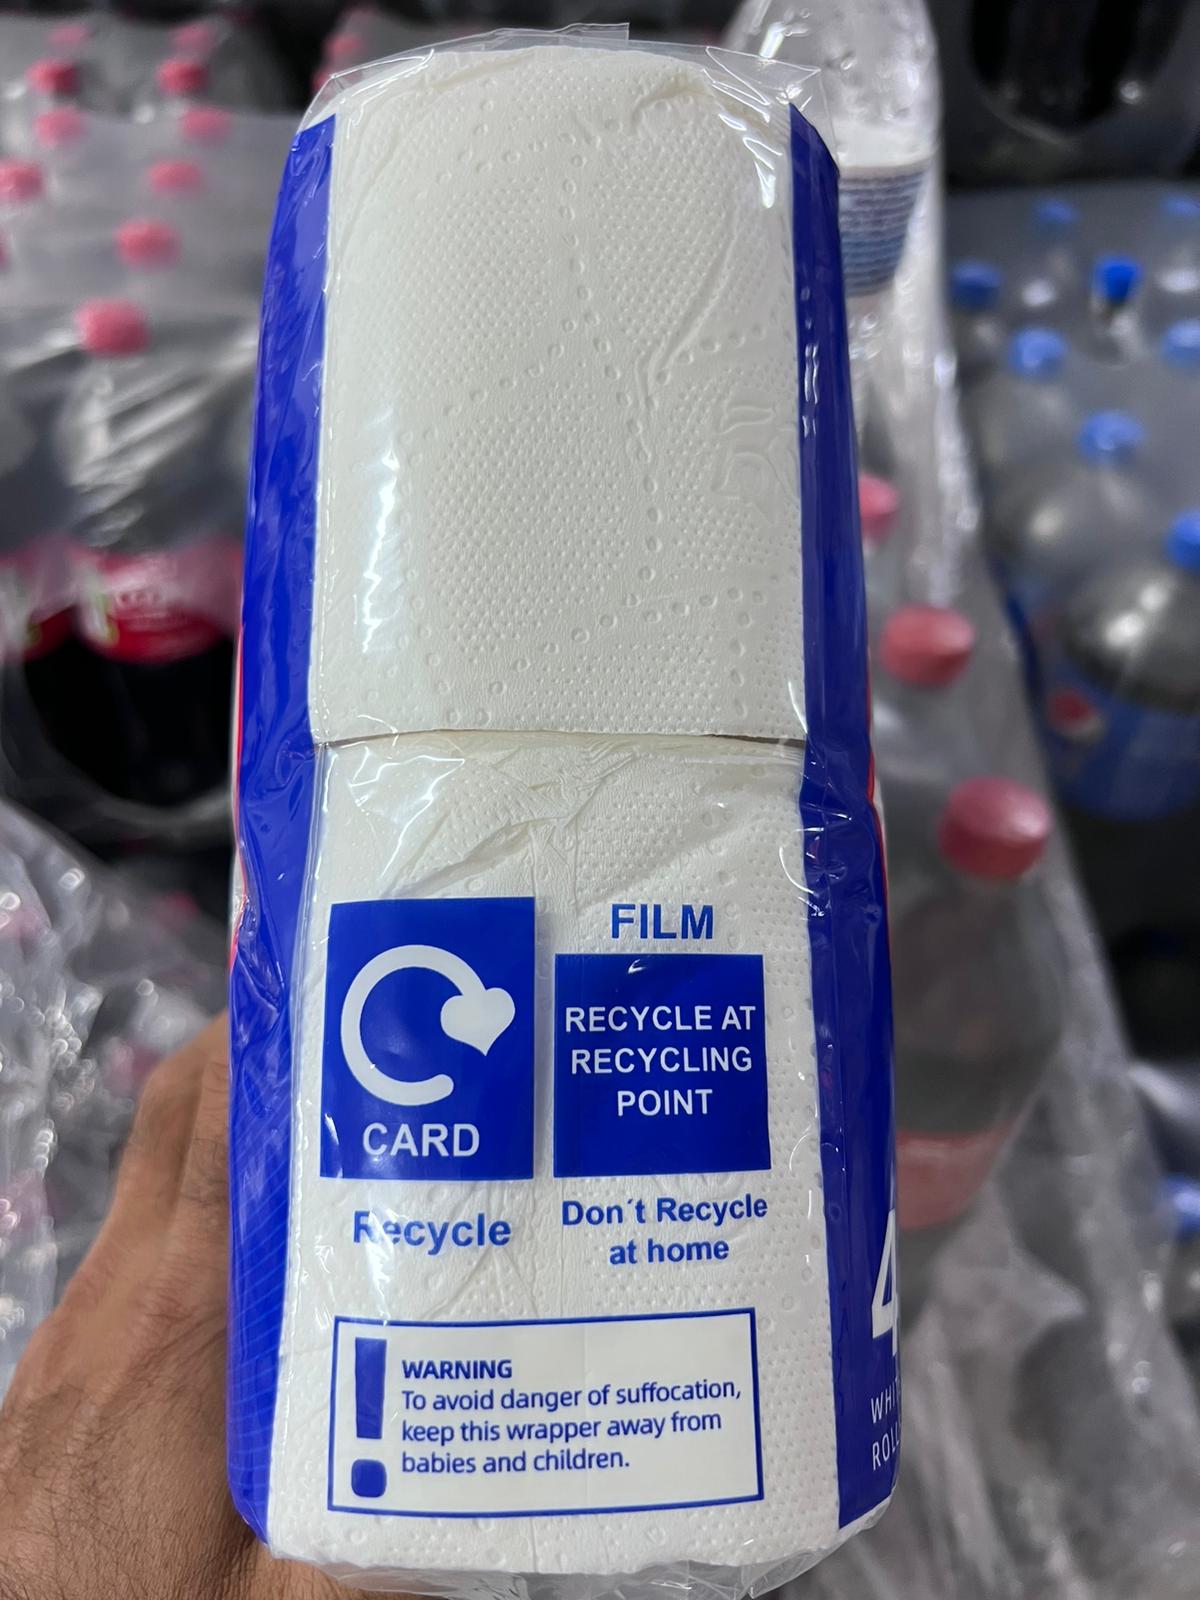 FILM
RECYCLE AT
RECYCLING
POINT
CARD
Recycle
Don´t Recycle
at home
WARNING
To avoid danger of suffocation,
keep this wrapper away from
babies and children.
4